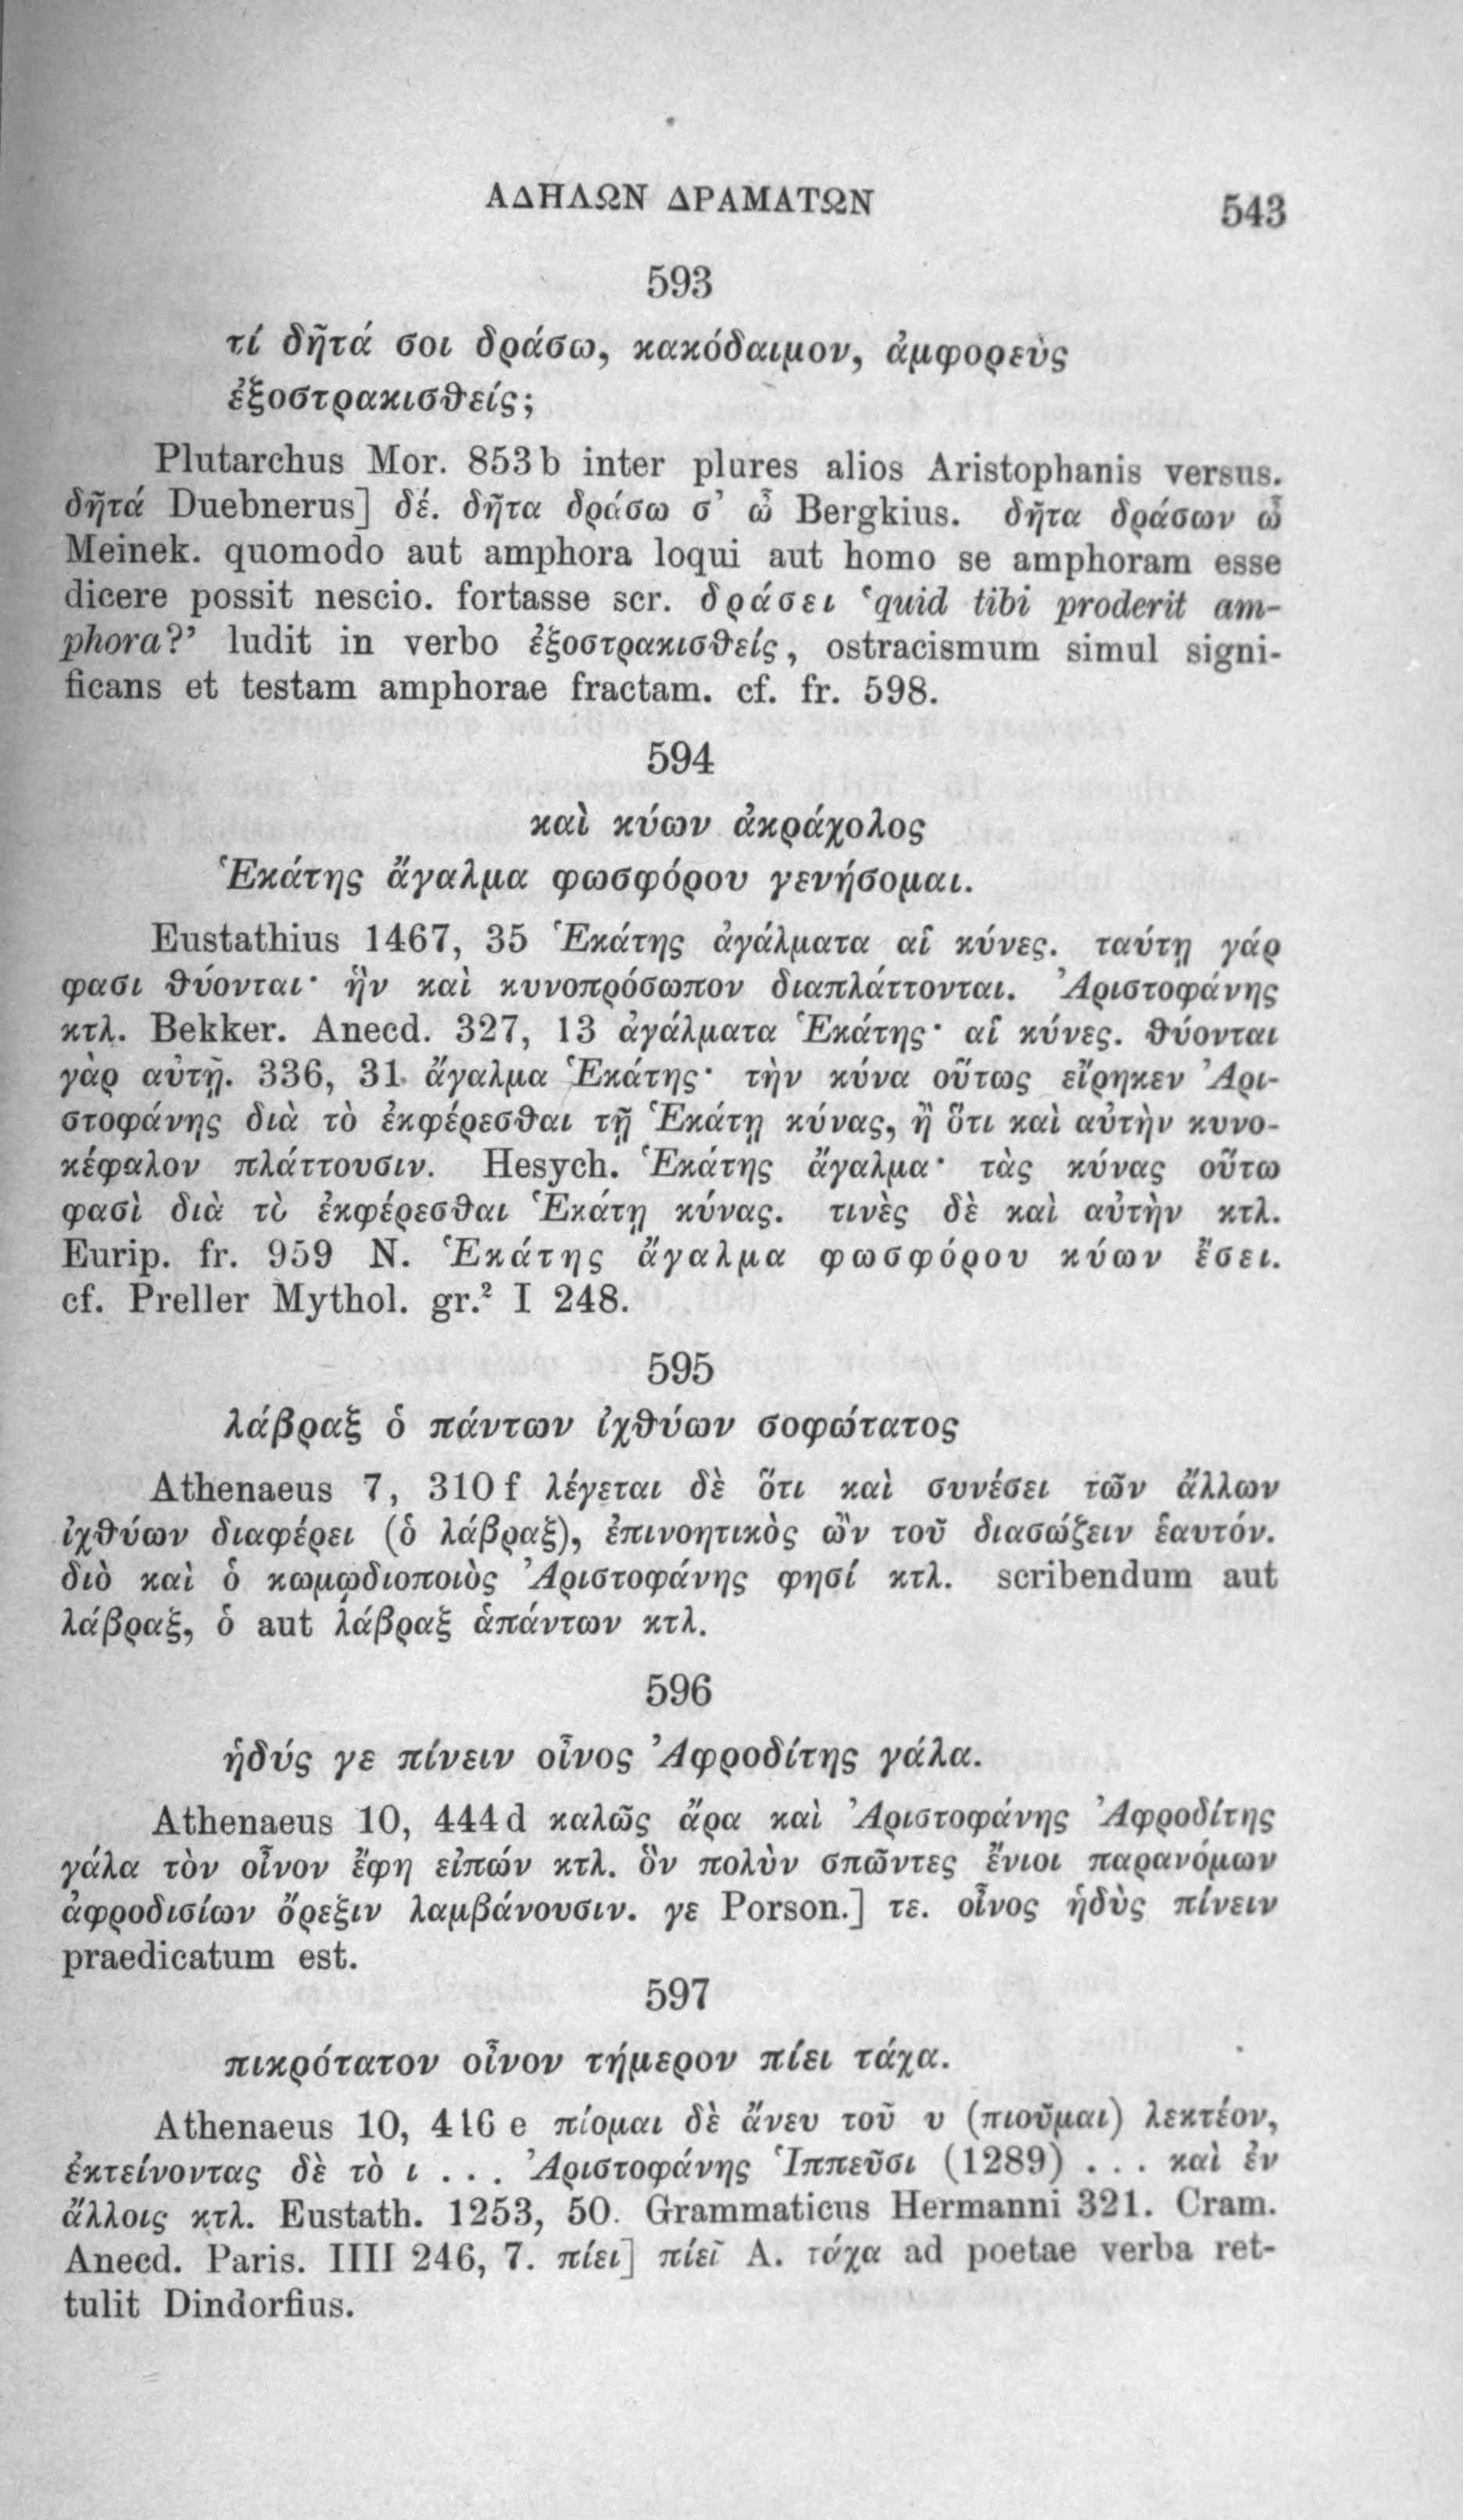 ΑΔΗΛΩΝ ΔΡΑΜΑΤΩΝ 543
593
τί δῆτά σοι δράσω, κακόδαιμον, ἀμφορεὺς
ἐξοστρακισθείς;
Plutarchus Mor. 853 b inter plures alios Aristophanis versus.
δῆτά Duebnerus] δέ. δῆτα δράσω σ’ ὦ Bergkius. δῆτα δράσων ὦ
Meinek. quomodo aut amphora loqui aut homo se amphoram esse
dicere possit nescio. fortasse scr. δράσει ‘quid tibi proderit am-
phora?’ ludit in verbo ἐξοστρακισθείς, ostracismum simul signi-
ficans et testam amphorae fractam. cf. fr. 598.
594
καὶ κύων ἀκράχολος
Ἑκάτης ἄγαλμα φωσφόρου γενήσομαι.
Eustathius 1467, 35 Ἑκάτης ἀγάλματα αἱ κύνες. ταύτῃ γάρ
φασι θύονται· ἣν καὶ κυνοπρόσωπον διαπλάττονται. Ἀριστοφάνης
κτλ. Bekker. Anecd. 327, 13 ἀγάλματα Ἑκάτης· αἱ κύνες. θύονται
γὰρ αὐτῇ. 336, 31 ἄγαλμα Ἑκάτης· τὴν κύνα οὕτως εἴρηκεν Ἀρι-
στοφάνης διὰ τὸ ἐκφέρεσθαι τῇ Ἑκάτῃ κύνας, ἢ ὅτι καὶ αὐτὴν κυνο-
κέφαλον πλάττουσιν. Hesych. Ἑκάτης ἄγαλμα· τὰς κύνας οὕτω
φασὶ διὰ τὸ ἐκφέρεσθαι Ἑκάτῃ κύνας. τινὲς δὲ καὶ αὐτὴν κτλ.
Eurip. fr. 959 N. Ἑκάτης ἄγαλμα φωσφόρου κύων ἔσει.
cf. Preller Mythol. gr.² I 248.
595
λάβραξ ὁ πάντων ἰχθύων σοφώτατος
Athenaeus 7, 310 f λέγεται δὲ ὅτι καὶ συνέσει τῶν ἄλλων
ἰχθύων διαφέρει (ὁ λάβραξ), ἐπινοητικὸς ὢν τοῦ διασώζειν ἑαυτόν.
διὸ καὶ ὁ κωμῳδιοποιὸς Ἀριστοφάνης φησί κτλ. scribendum aut
λάβραξ, ὁ aut λάβραξ ἁπάντων κτλ.
596
ἡδύς γε πίνειν οἶνος Ἀφροδίτης γάλα.
Athenaeus 10, 444 d καλῶς ἄρα καὶ Ἀριστοφάνης Ἀφροδίτης
γάλα τὸν οἶνον ἔφη εἰπών κτλ. ὃν πολὺν σπῶντες ἔνιοι παρανόμων
ἀφροδισίων ὄρεξιν λαμβάνουσιν. γε Porson.] τε. οἶνος ἡδὺς πίνειν
praedicatum est.
597
πικρότατον οἶνον τήμερον πίει τάχα.
Athenaeus 10, 416 e πίομαι δὲ ἄνευ τοῦ υ (πιοῦμαι) λεκτέον,
ἐκτείνοντας δὲ τὸ ι . . . Ἀριστοφάνης Ἱππεῦσι (1289) . . . καὶ ἐν
ἄλλοις κτλ. Eustath. 1253, 50. Grammaticus Hermanni 321. Cram.
Anecd. Paris. IIII 246, 7. πίει] πίεῖ A. τάχα ad poetae verba ret-
tulit Dindorfius.